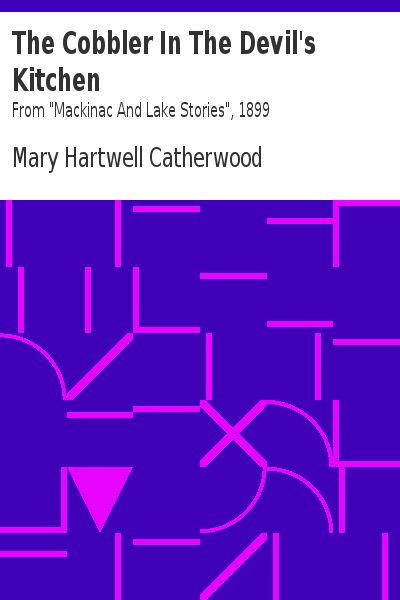 The Cobbler In The Devil's
Kitchen
From "Mackinac And Lake Stories", 1899
Mary Hartwell Catherwood